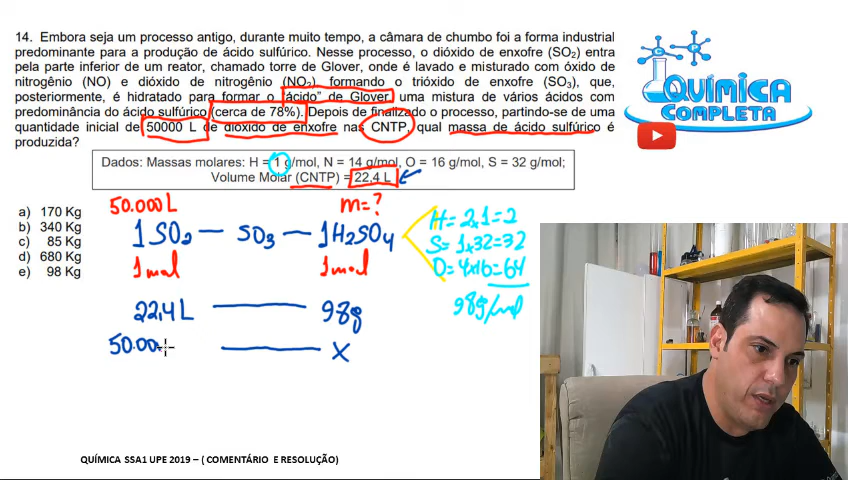 14. Embora seja um processo antigo, durante muito tempo, a câmara de chumbo foi a forma industrial
predominante para a produção de ácido sulfúrico. Nesse processo, o dióxido de enxofre (SO₂) entra
pela parte inferior de um reator, chamado torre de Glover, onde é lavado e misturado com óxido de
nitrogênio (NO) e dióxido de nitrogênio (NO₂), formando o trióxido de enxofre (SO₃), que,
posteriormente, é hidratado para formar o ácido" de Glover, uma mistura de vários ácidos com
predominância do ácido sulfúrico (cerca de 78%). Depois de finalizado o processo, partindo-se de uma
quantidade inicial de 50000 L de dióxido de enxofre nas CNTP, qual massa de ácido sulfúrico é
produzida?
QUÍMICA
COMPLETA
Dados: Massas molares: H = 1 g/mol, N = 14 g/mol, O = 16 g/mol, S = 32 g/mol;
Volume Molar (CNTP) = 22,4 L
a) 170 Kg
b) 340 Kg
c) 85 Kg
d) 680 Kg
e) 98 Kg
50.000 L m=?
1SO₂ — SO₃ — 1H₂SO₄
1mol 1mol
H= 2x1=2
S= 1x32=32
O= 4x16=64
98g/mol
22,4 L 98g
50.00 X
QUÍMICA SSA1 UPE 2019 – ( COMENTÁRIO E RESOLUÇÃO)